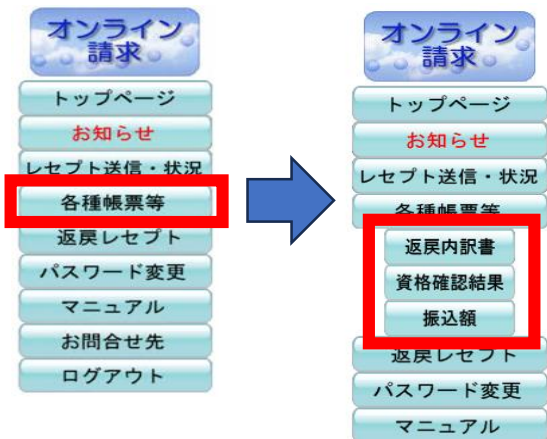 オンライン
請求
トップページ
お知らせ
レセプト送信・状況
各種帳票等
返戻レセプト
パスワード変更
マニュアル
お問合せ先
ログアウト
オンライン
請求
トップページ
お知らせ
レセプト送信・状況
各種帳票等
返戻内訳書
資格確認結果
振込額
返戻レセプト
パスワード変更
マニュアル